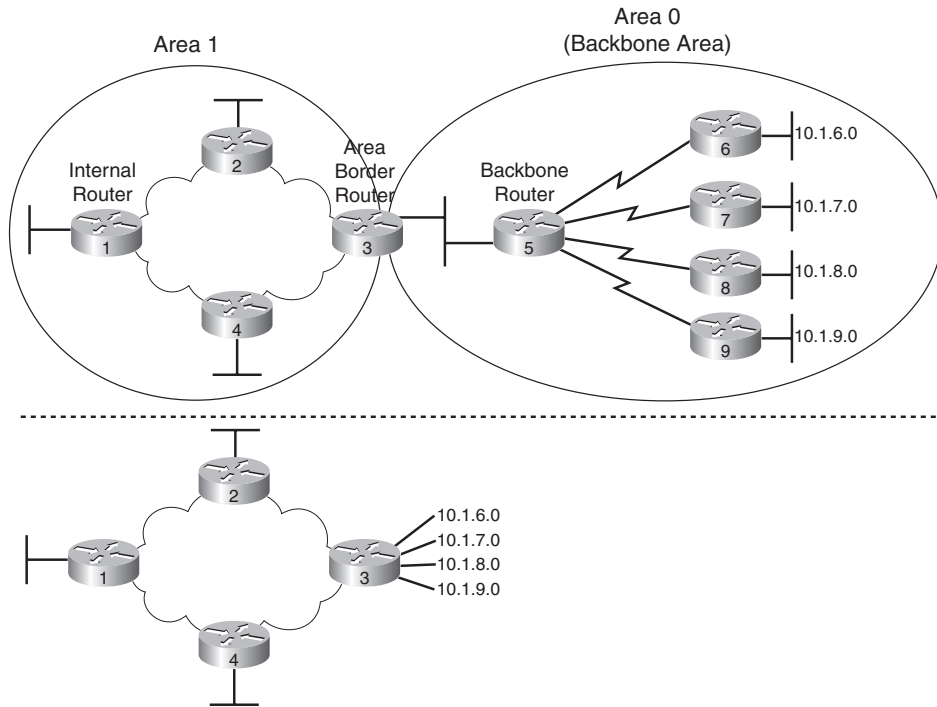 Area 0
(Backbone Area)
Area 1
2
Internal
Router
1
Area
Border
Router
3
4
Backbone
Router
5
6
10.1.6.0
7
10.1.7.0
8
10.1.8.0
9
10.1.9.0
2
1
3
10.1.6.0
10.1.7.0
10.1.8.0
10.1.9.0
4